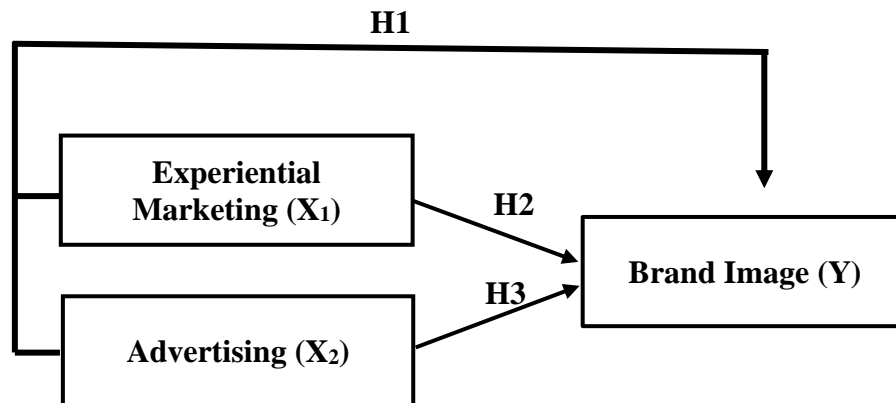 H1
Experiential
Marketing (X₁)
H2
Brand Image (Y)
H3
Advertising (X₂)